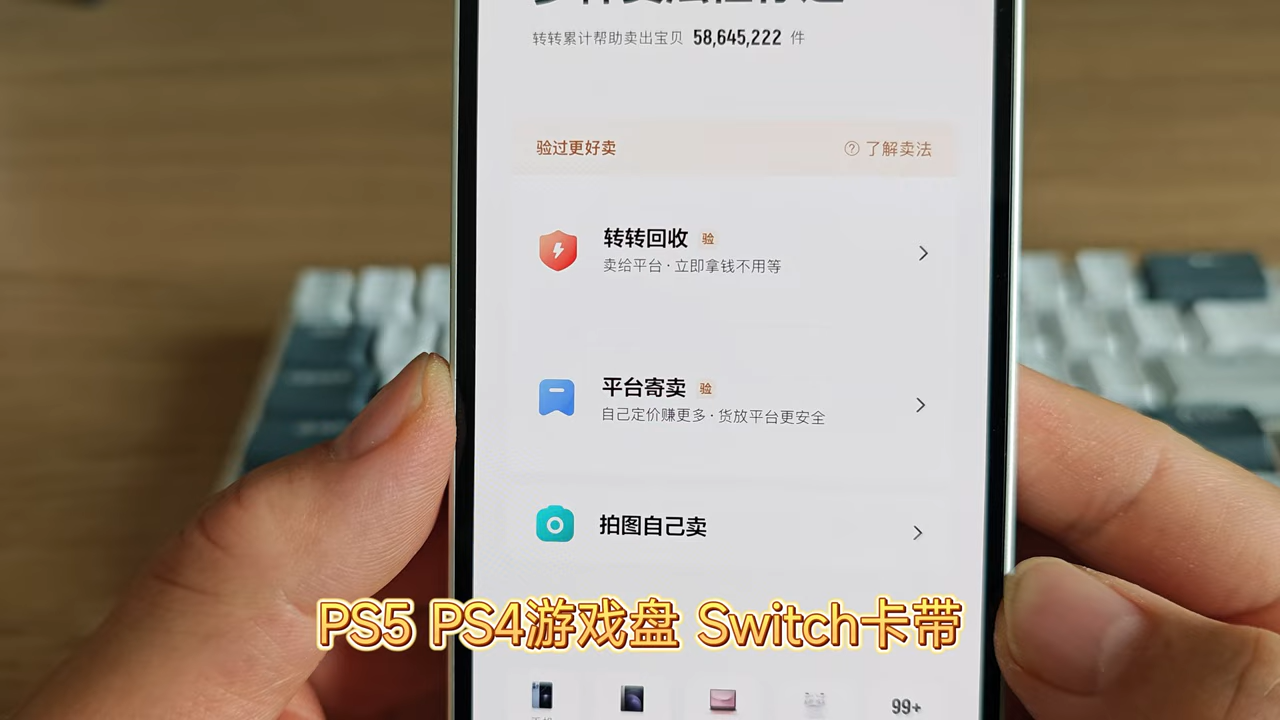 转转累计帮助卖出宝贝 58,645,222 件
验过更好卖
? 了解卖法
转转回收 验
卖给平台·立即拿钱不用等
平台寄卖 验
自己定价赚更多·货放平台更安全
拍图自己卖
PS5 PS4游戏盘 Switch卡带
99+